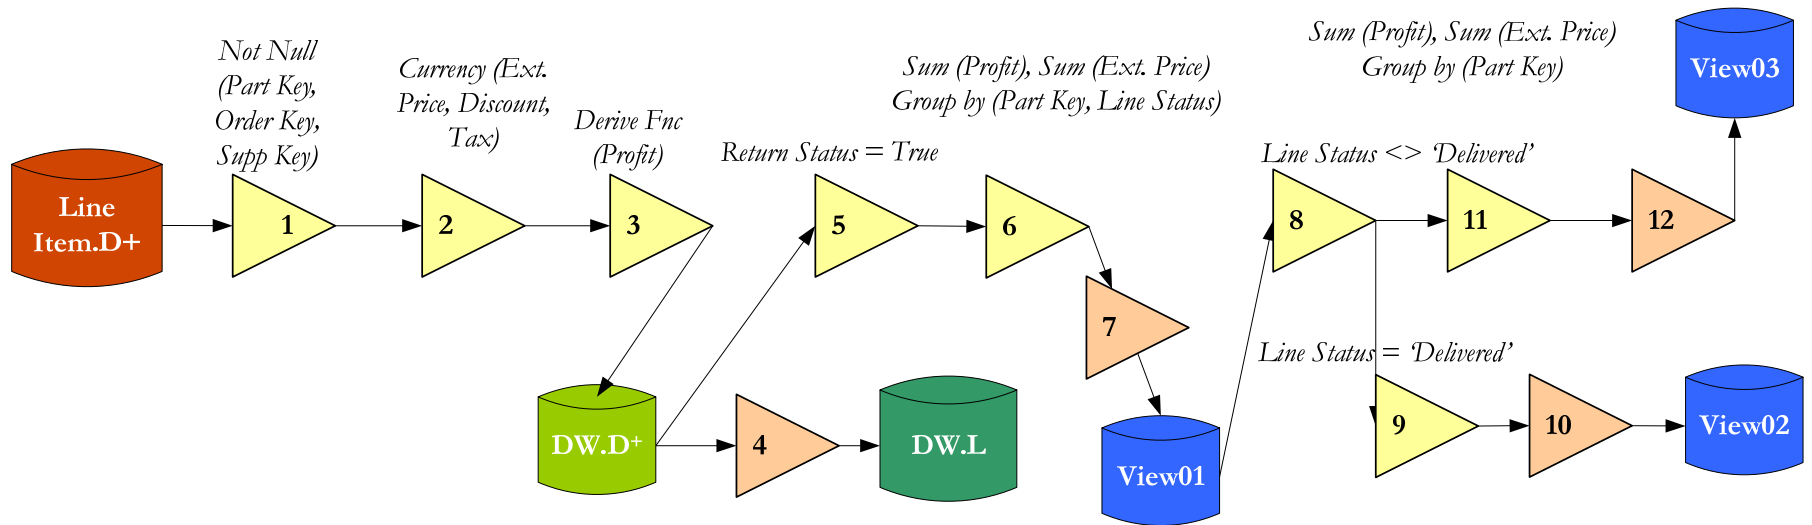 Not Null
(Part Key,
Order Key,
Supp Key)
Currency (Ext.
Price, Discount,
Tax)
Derive Fnc
(Profit)
Return Status = True
Sum (Profit), Sum (Ext. Price)
Group by (Part Key, Line Status)
Line Status <> ‘Delivered’
Sum (Profit), Sum (Ext. Price)
Group by (Part Key)
View03
Line
Item.D+
1
2
3
5
6
8
11
12
7
Line Status = ‘Delivered’
DW.D+
4
DW.L
View01
9
10
View02